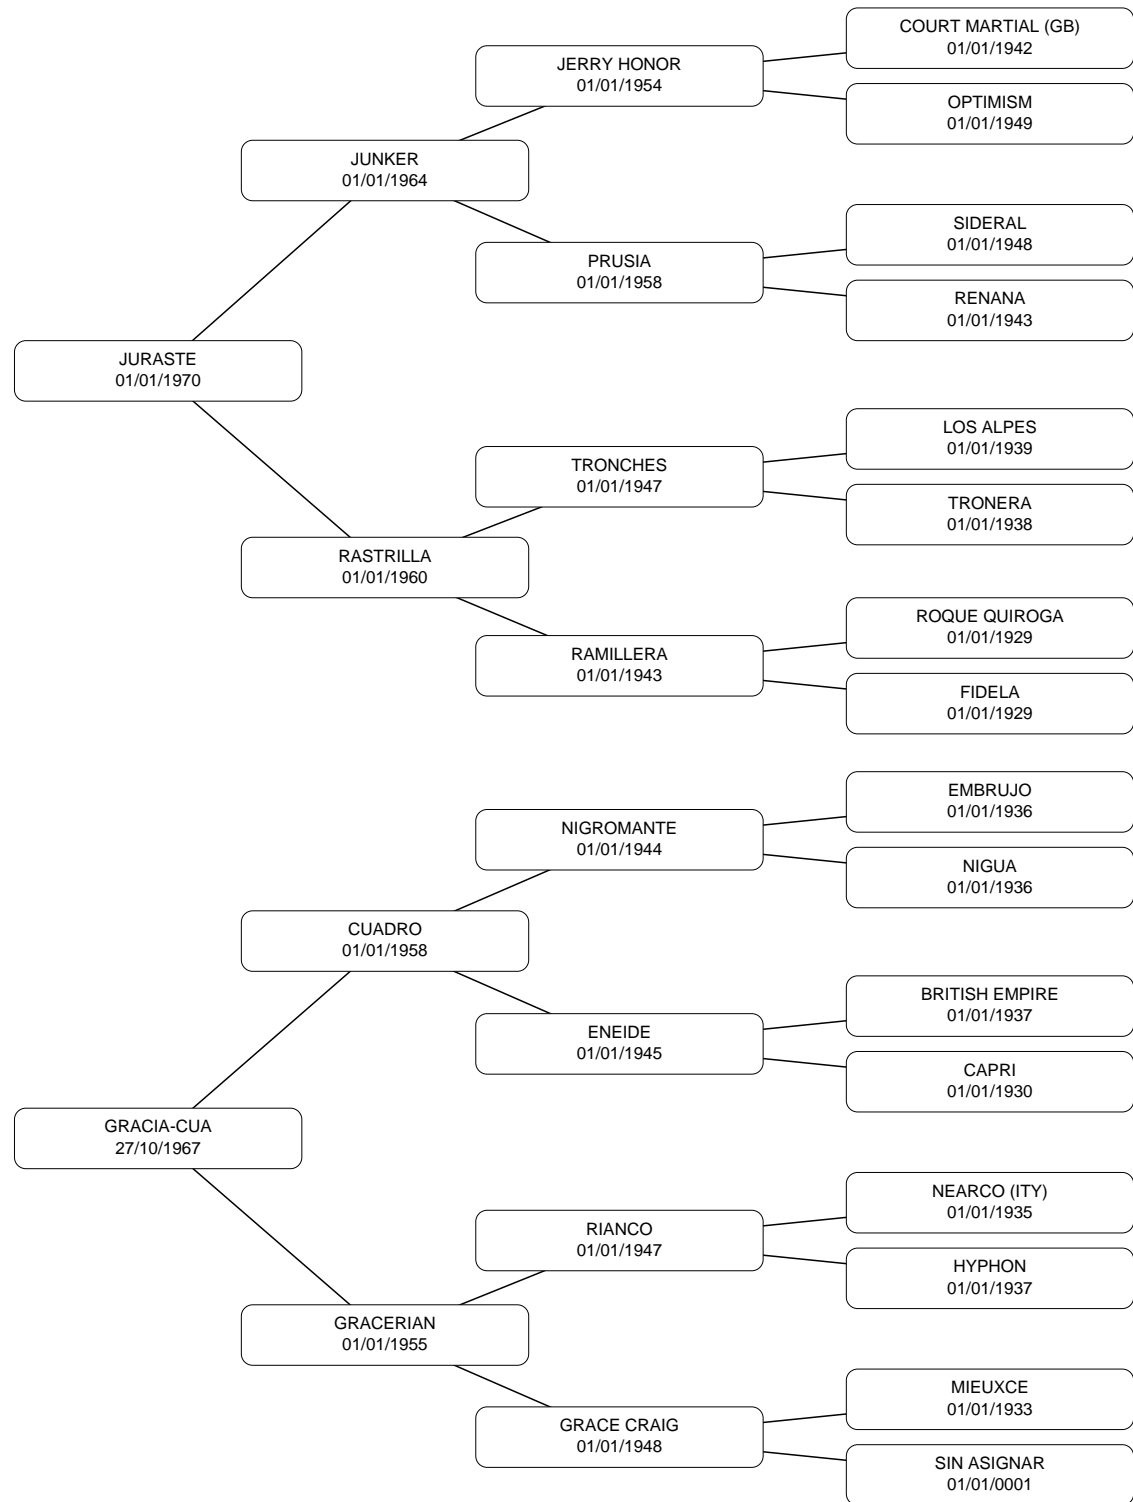 COURT MARTIAL (GB)
01/01/1942
JERRY HONOR
01/01/1954
OPTIMISM
01/01/1949
JUNKER
01/01/1964
SIDERAL
01/01/1948
PRUSIA
01/01/1958
RENANA
01/01/1943
JURASTE
01/01/1970
LOS ALPES
01/01/1939
TRONCHES
01/01/1947
TRONERA
01/01/1938
RASTRILLA
01/01/1960
ROQUE QUIROGA
01/01/1929
RAMILLERA
01/01/1943
FIDELA
01/01/1929
EMBRUJO
01/01/1936
NIGROMANTE
01/01/1944
NIGUA
01/01/1936
CUADRO
01/01/1958
BRITISH EMPIRE
01/01/1937
ENEIDE
01/01/1945
CAPRI
01/01/1930
GRACIA-CUA
27/10/1967
NEARCO (ITY)
01/01/1935
RIANCO
01/01/1947
HYPHON
01/01/1937
GRACERIAN
01/01/1955
MIEUXCE
01/01/1933
GRACE CRAIG
01/01/1948
SIN ASIGNAR
01/01/0001